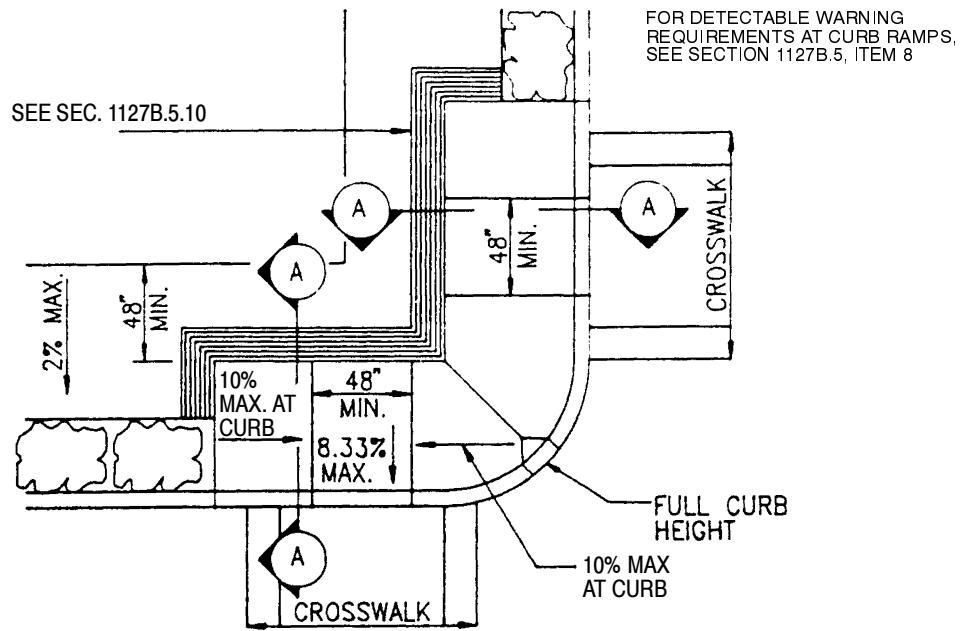 FOR DETECTABLE WARNING
REQUIREMENTS AT CURB RAMPS,
SEE SECTION 1127B.5, ITEM 8
SEE SEC. 1127B.5.10
A
A
A
48"
MIN.
CROSSWALK
2% MAX.
48"
MIN.
10%
MAX. AT
CURB
48"
MIN.
8.33%
MAX.
FULL CURB
HEIGHT
10% MAX
AT CURB
A
CROSSWALK